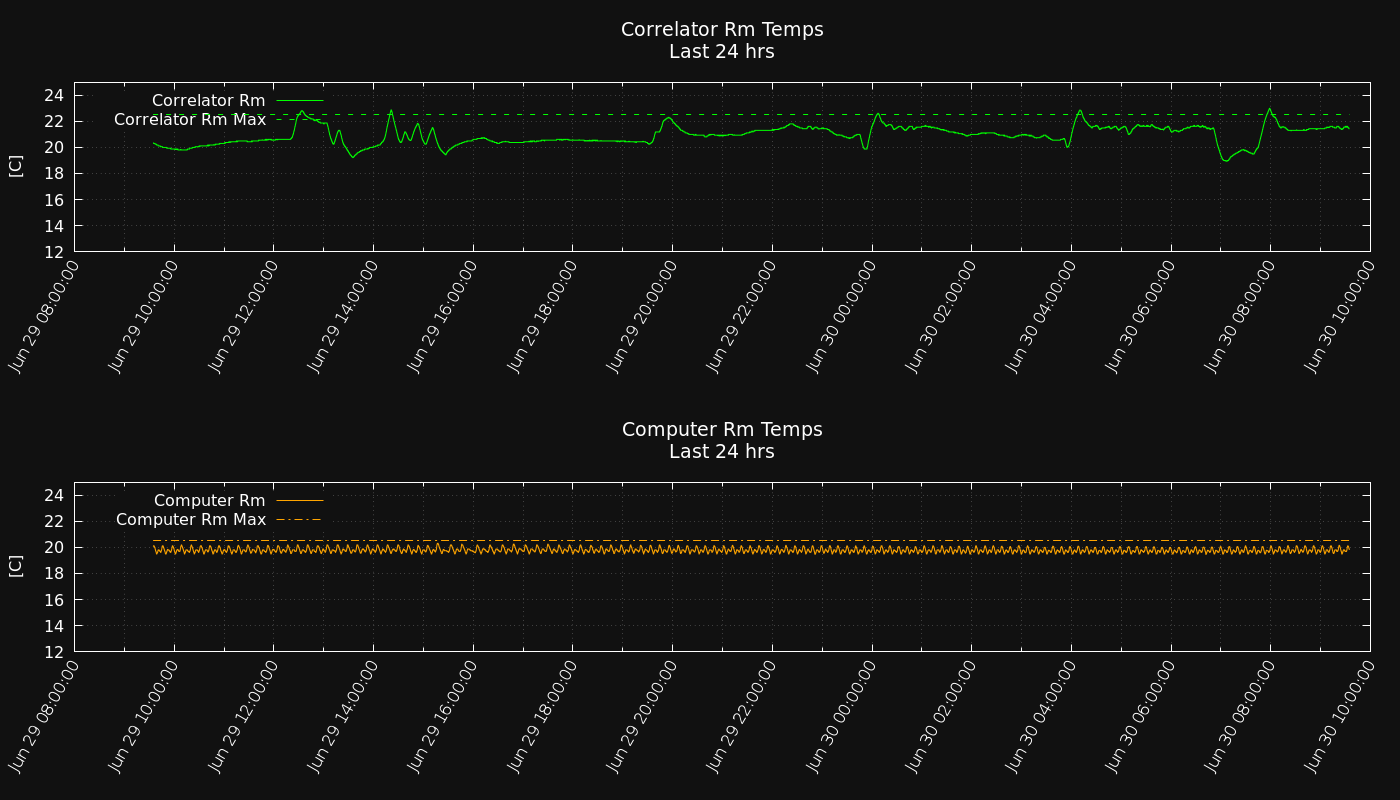 Correlator Rm Temps
Last 24 hrs
Correlator Rm
Correlator Rm Max
[C]
24
22
20
18
16
14
12
Jun 29 08:00:00
Jun 29 10:00:00
Jun 29 12:00:00
Jun 29 14:00:00
Jun 29 16:00:00
Jun 29 18:00:00
Jun 29 20:00:00
Jun 29 22:00:00
Jun 30 00:00:00
Jun 30 02:00:00
Jun 30 04:00:00
Jun 30 06:00:00
Jun 30 08:00:00
Jun 30 10:00:00
Computer Rm Temps
Last 24 hrs
Computer Rm
Computer Rm Max
[C]
24
22
20
18
16
14
12
Jun 29 08:00:00
Jun 29 10:00:00
Jun 29 12:00:00
Jun 29 14:00:00
Jun 29 16:00:00
Jun 29 18:00:00
Jun 29 20:00:00
Jun 29 22:00:00
Jun 30 00:00:00
Jun 30 02:00:00
Jun 30 04:00:00
Jun 30 06:00:00
Jun 30 08:00:00
Jun 30 10:00:00